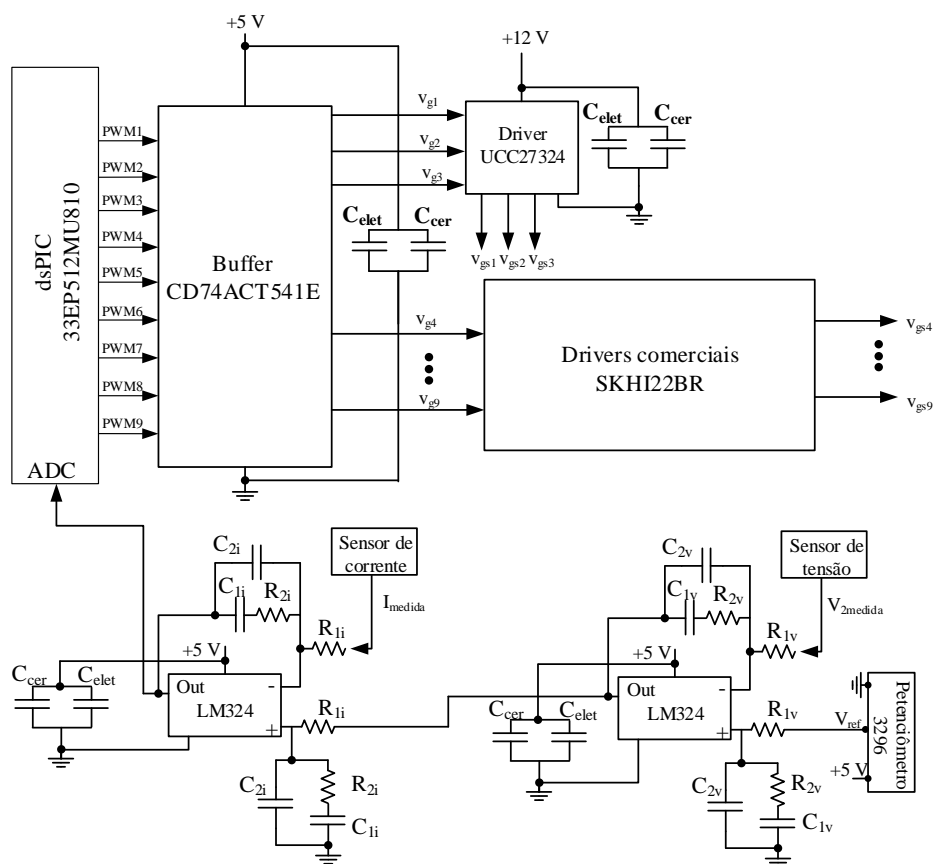 +5 V
+12 V
dsPIC
33EP512MU810
ADC
PWM1
PWM2
PWM3
PWM4
PWM5
PWM6
PWM7
PWM8
PWM9
Buffer
CD74ACT541E
Celet
Ccer
vg1
vg2
vg3
Driver
UCC27324
Celet
Ccer
vgs1
vgs2
vgs3
vg4
vg9
Drivers comerciais
SKHI22BR
vgs4
vgs9
C2i
C1i
R2i
Sensor de
corrente
Imedida
R1i
+5 V
Ccer
Celet
Out
-
LM324
+
R1i
C2i
R2i
C1i
C2v
C1v
R2v
Sensor de
tensão
V2medida
R1v
+5 V
Ccer
Celet
Out
-
LM324
+
R1v
Vref
Petenciômetro
3296
+5 V
C2v
R2v
C1v